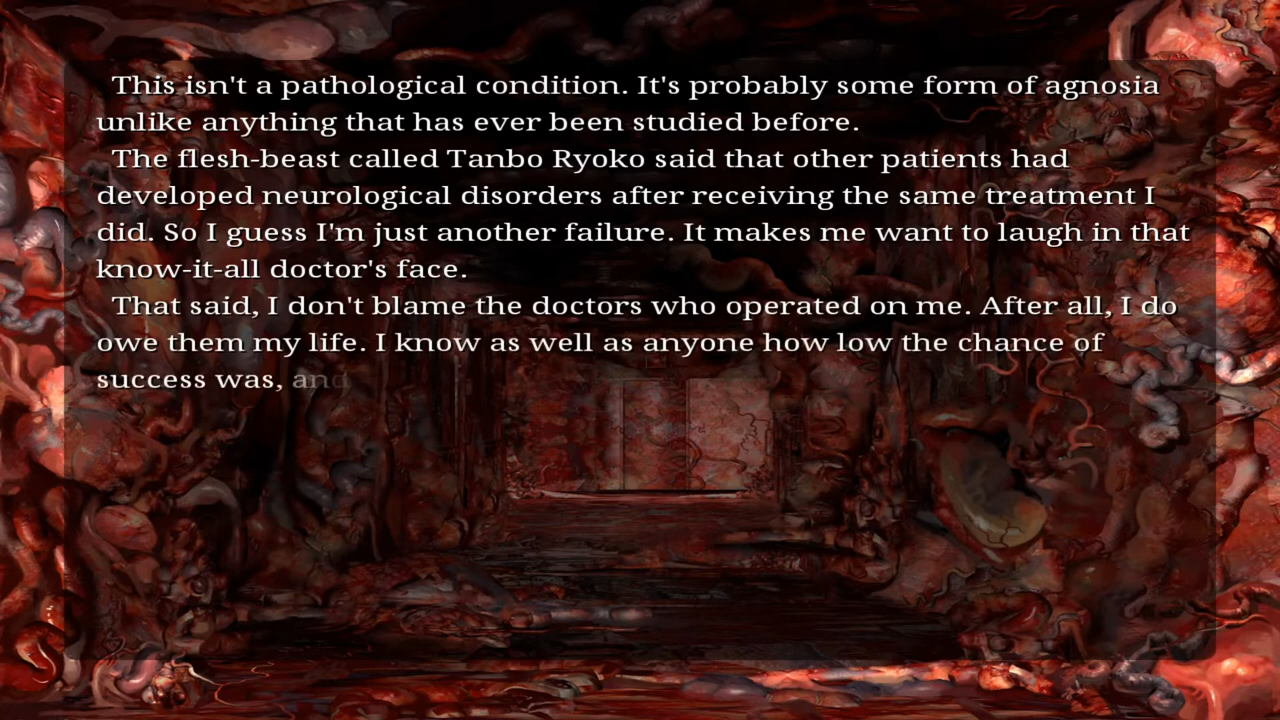 This isn't a pathological condition. It's probably some form of agnosia
unlike anything that has ever been studied before.
The flesh-beast called Tanbo Ryoko said that other patients had
developed neurological disorders after receiving the same treatment I
did. So I guess I'm just another failure. It makes me want to laugh in that
know-it-all doctor's face.
That said, I don't blame the doctors who operated on me. After all, I do
owe them my life. I know as well as anyone how low the chance of
success was, and